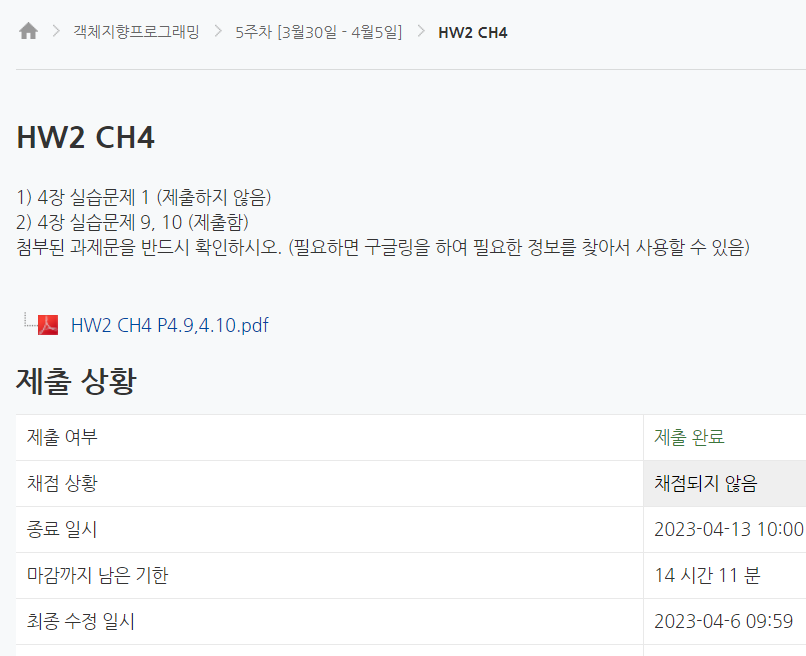 객체지향프로그래밍 5주차 [3월30일 - 4월5일] HW2 CH4
HW2 CH4
1) 4장 실습문제 1 (제출하지 않음)
2) 4장 실습문제 9, 10 (제출함)
첨부된 과제문을 반드시 확인하시오. (필요하면 구글링을 하여 필요한 정보를 찾아서 사용할 수 있음)
HW2 CH4 P4.9,4.10.pdf
제출 상황
제출 여부 제출 완료
채점 상황 채점되지 않음
종료 일시 2023-04-13 10:00
마감까지 남은 기한 14 시간 11 분
최종 수정 일시 2023-04-6 09:59